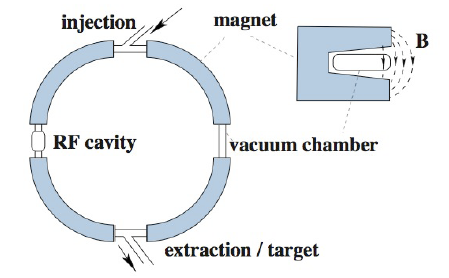 injection
magnet
B
RF cavity
vacuum chamber
extraction / target